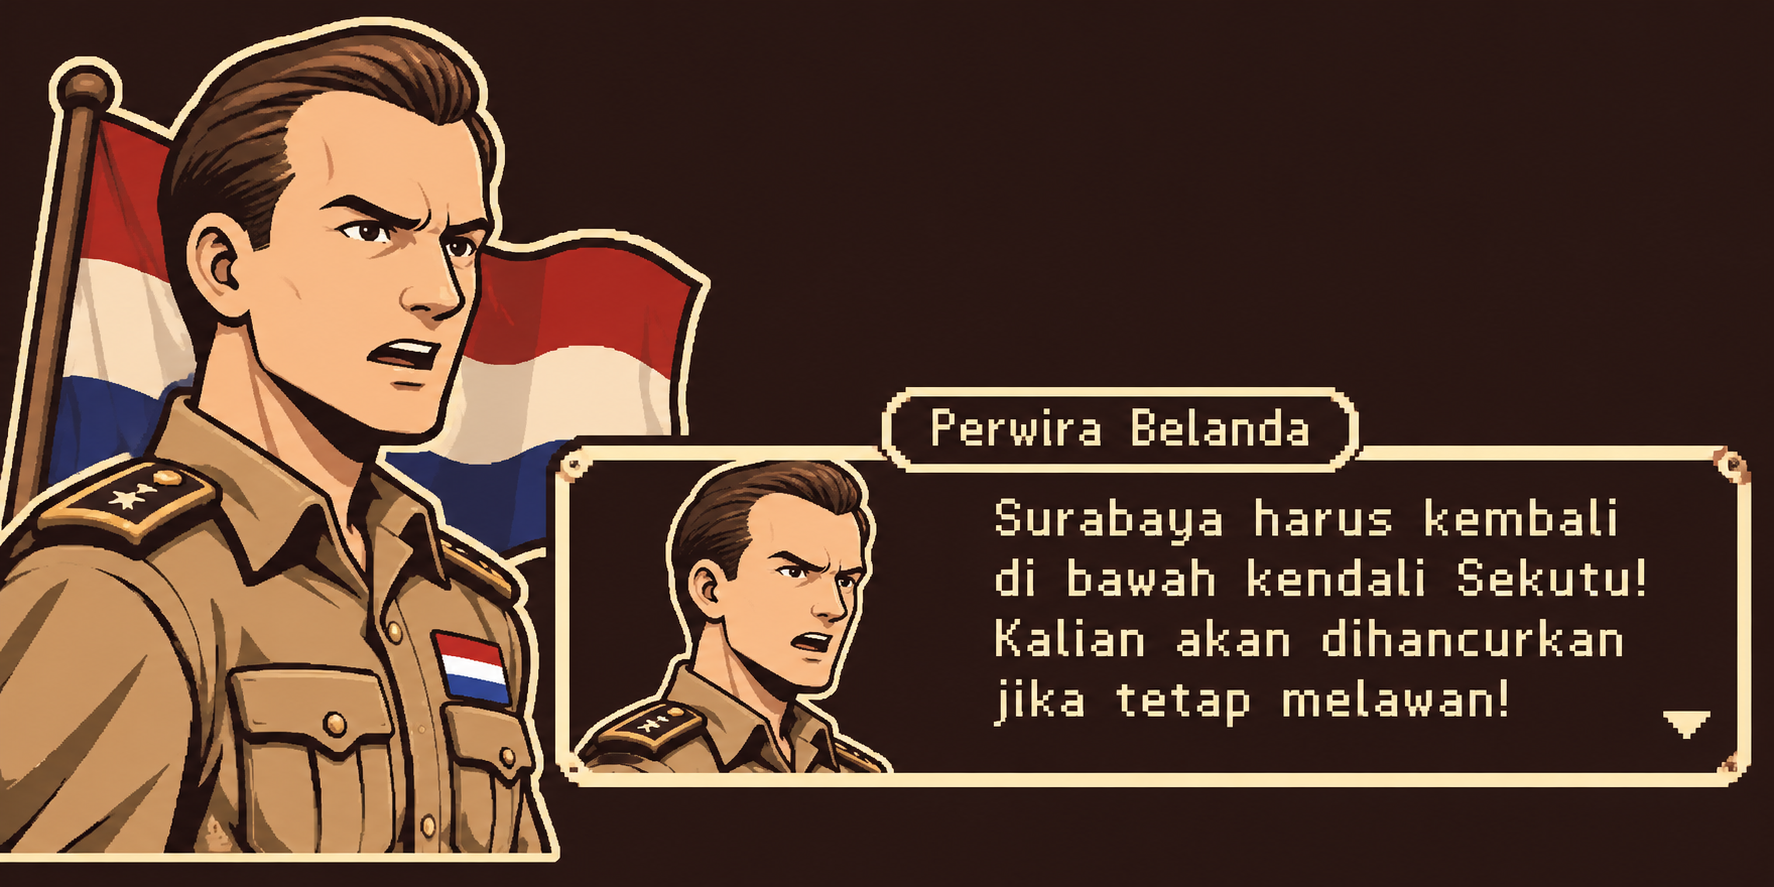 Perwira Belanda
Surabaya harus kembali
di bawah kendali Sekutu!
Kalian akan dihancurkan
jika tetap melawan!